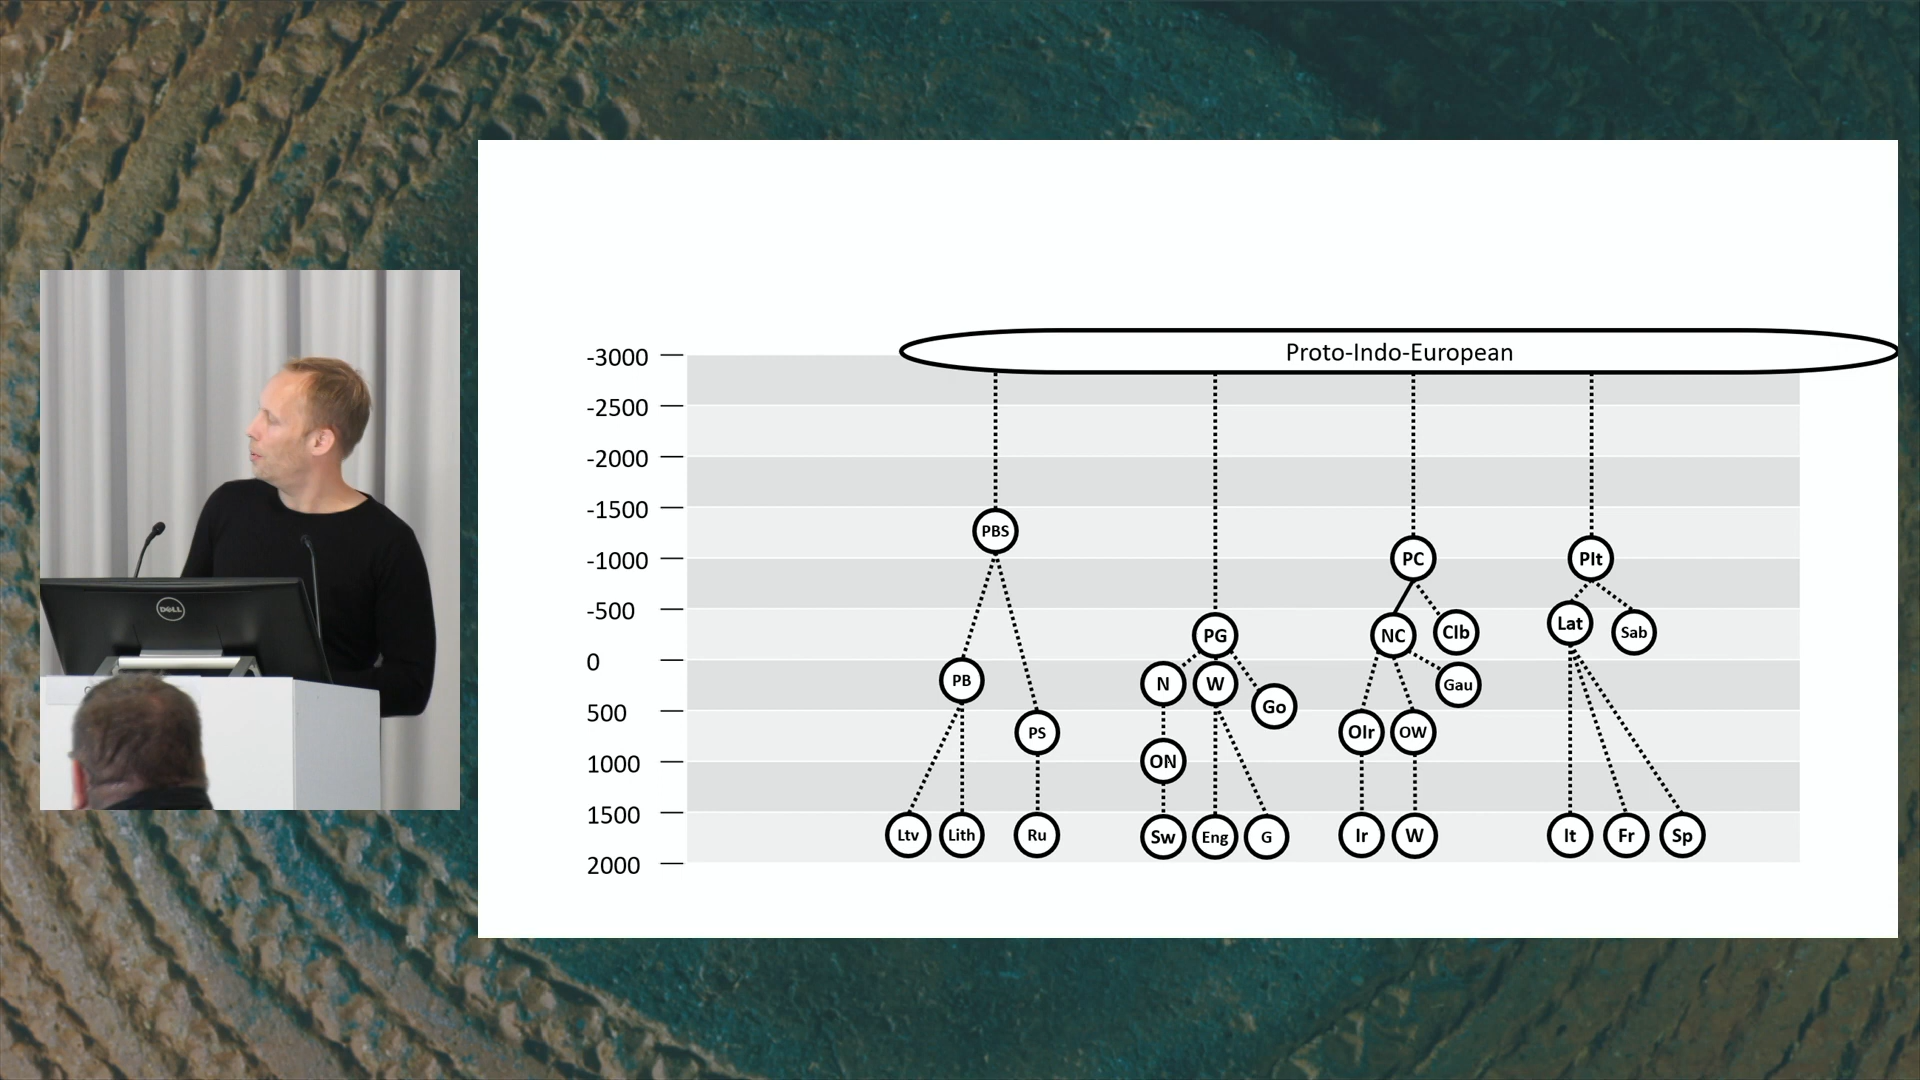 Proto-Indo-European
-3000
-2500
-2000
-1500
PBS
-1000
PC
PIt
-500
PG
NC
Clb
Lat
Sab
0
PB
N
W
Gau
Go
500
PS
OIr
OW
1000
ON
1500
Ltv
Lith
Ru
Sw
Eng
G
Ir
W
It
Fr
Sp
2000
DELL